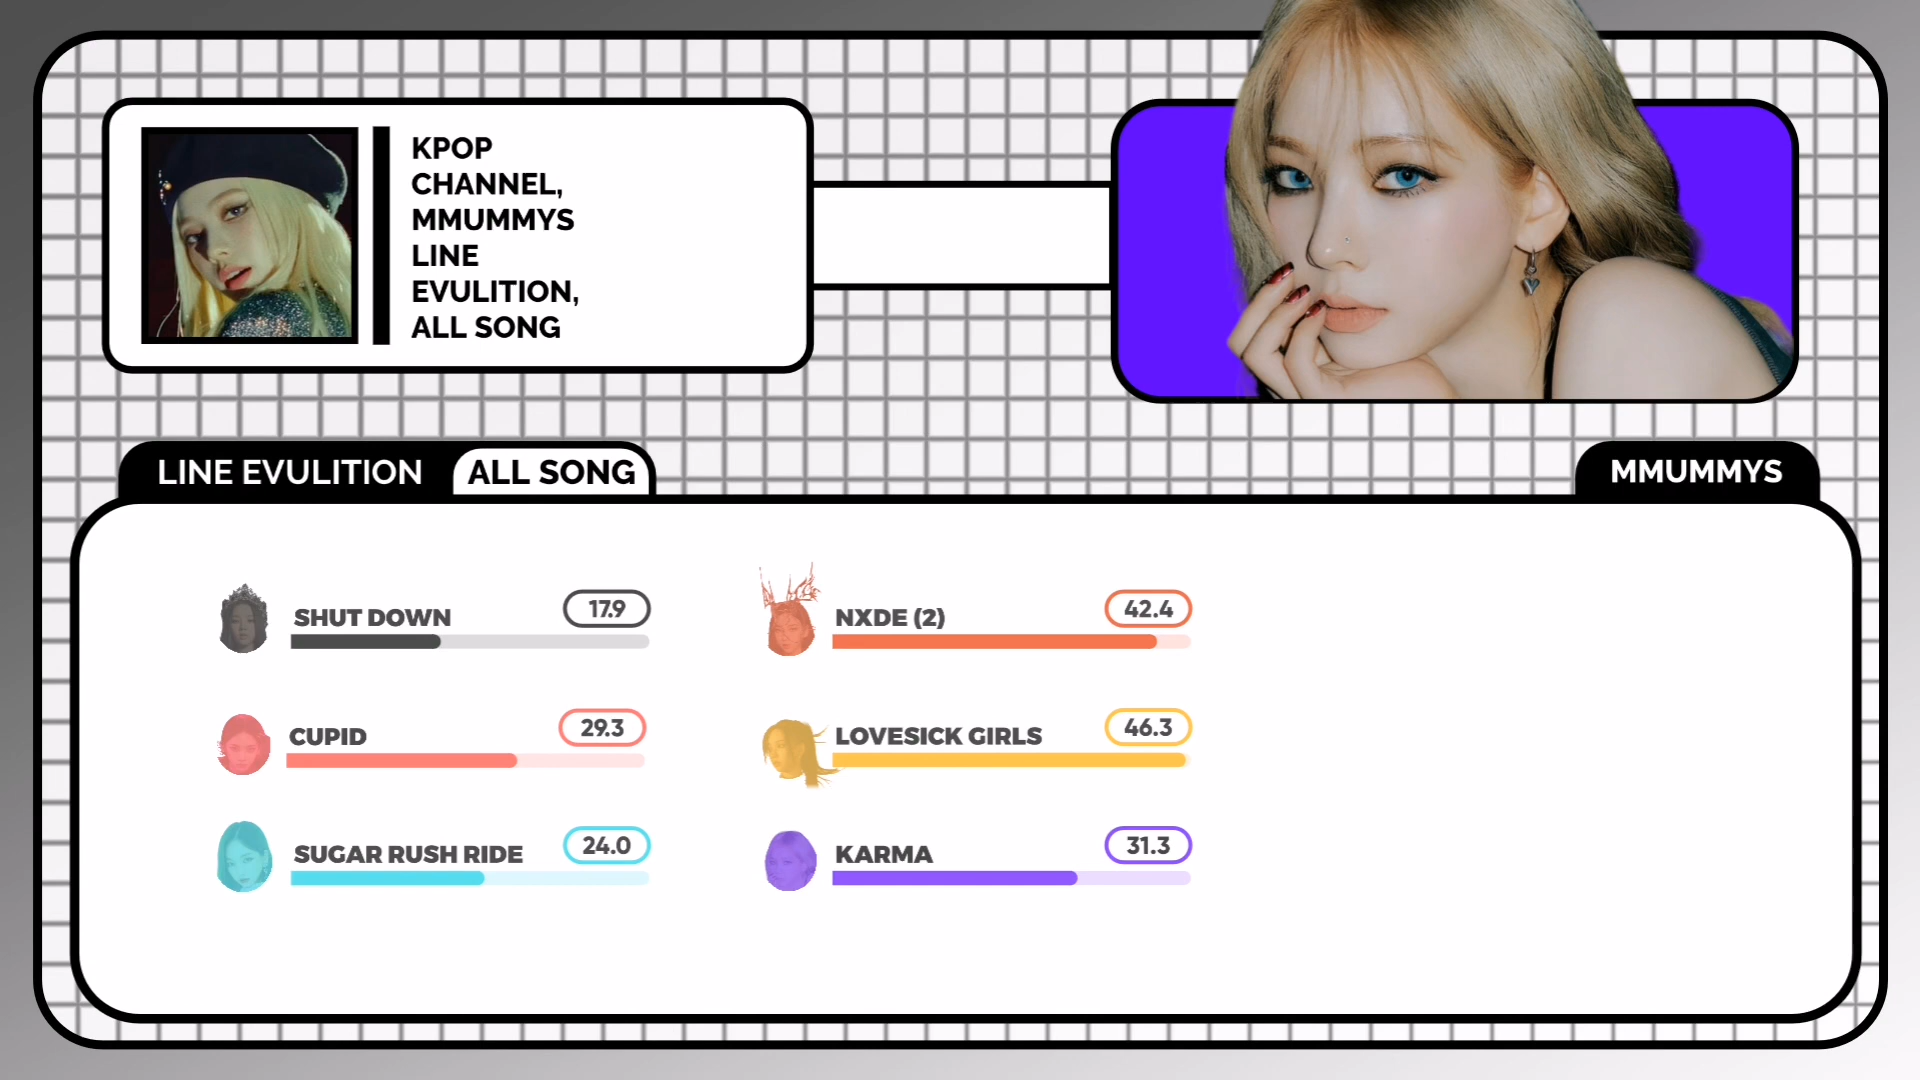 KPOP
CHANNEL,
MMUMMYS
LINE
EVULITION,
ALL SONG
LINE EVULITION
ALL SONG
MMUMMYS
SHUT DOWN
17.9
NXDE (2)
42.4
CUPID
29.3
LOVESICK GIRLS
46.3
SUGAR RUSH RIDE
24.0
KARMA
31.3